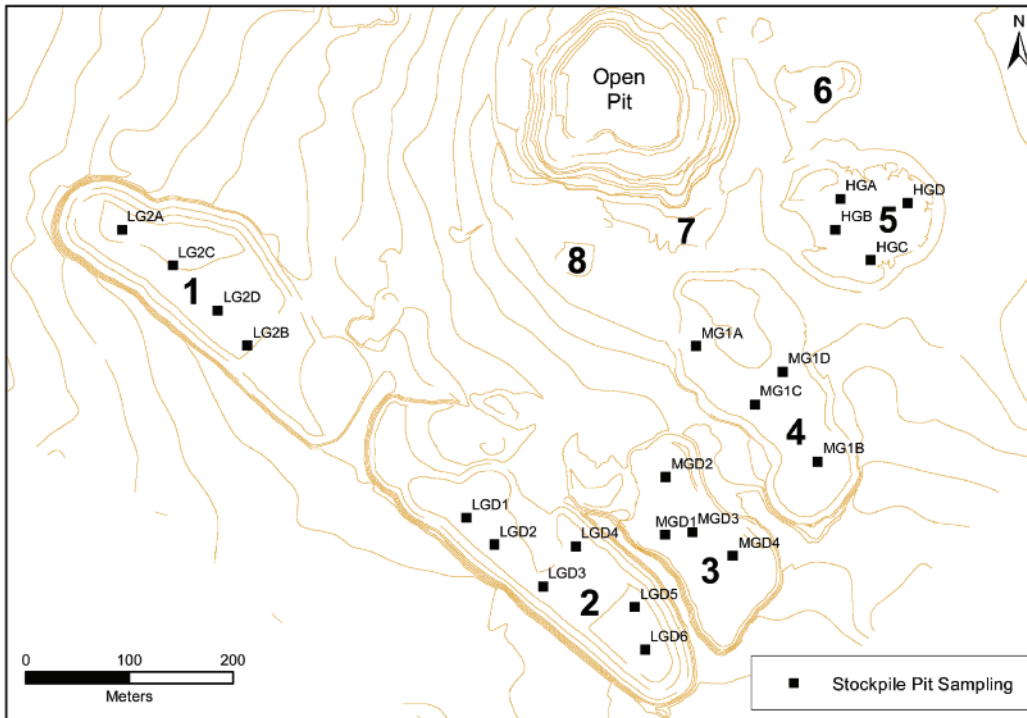 N
Open
Pit
6
HGA
HGD
5
HGB
HGC
7
8
LG2A
LG2C
1
LG2D
LG2B
MG1A
MG1D
MG1C
4
MG1B
MGD2
LGD1
LGD2
LGD4
MGD1
MGD3
MGD4
3
LGD3
2
LGD5
LGD6
0 100 200
Meters
Stockpile Pit Sampling